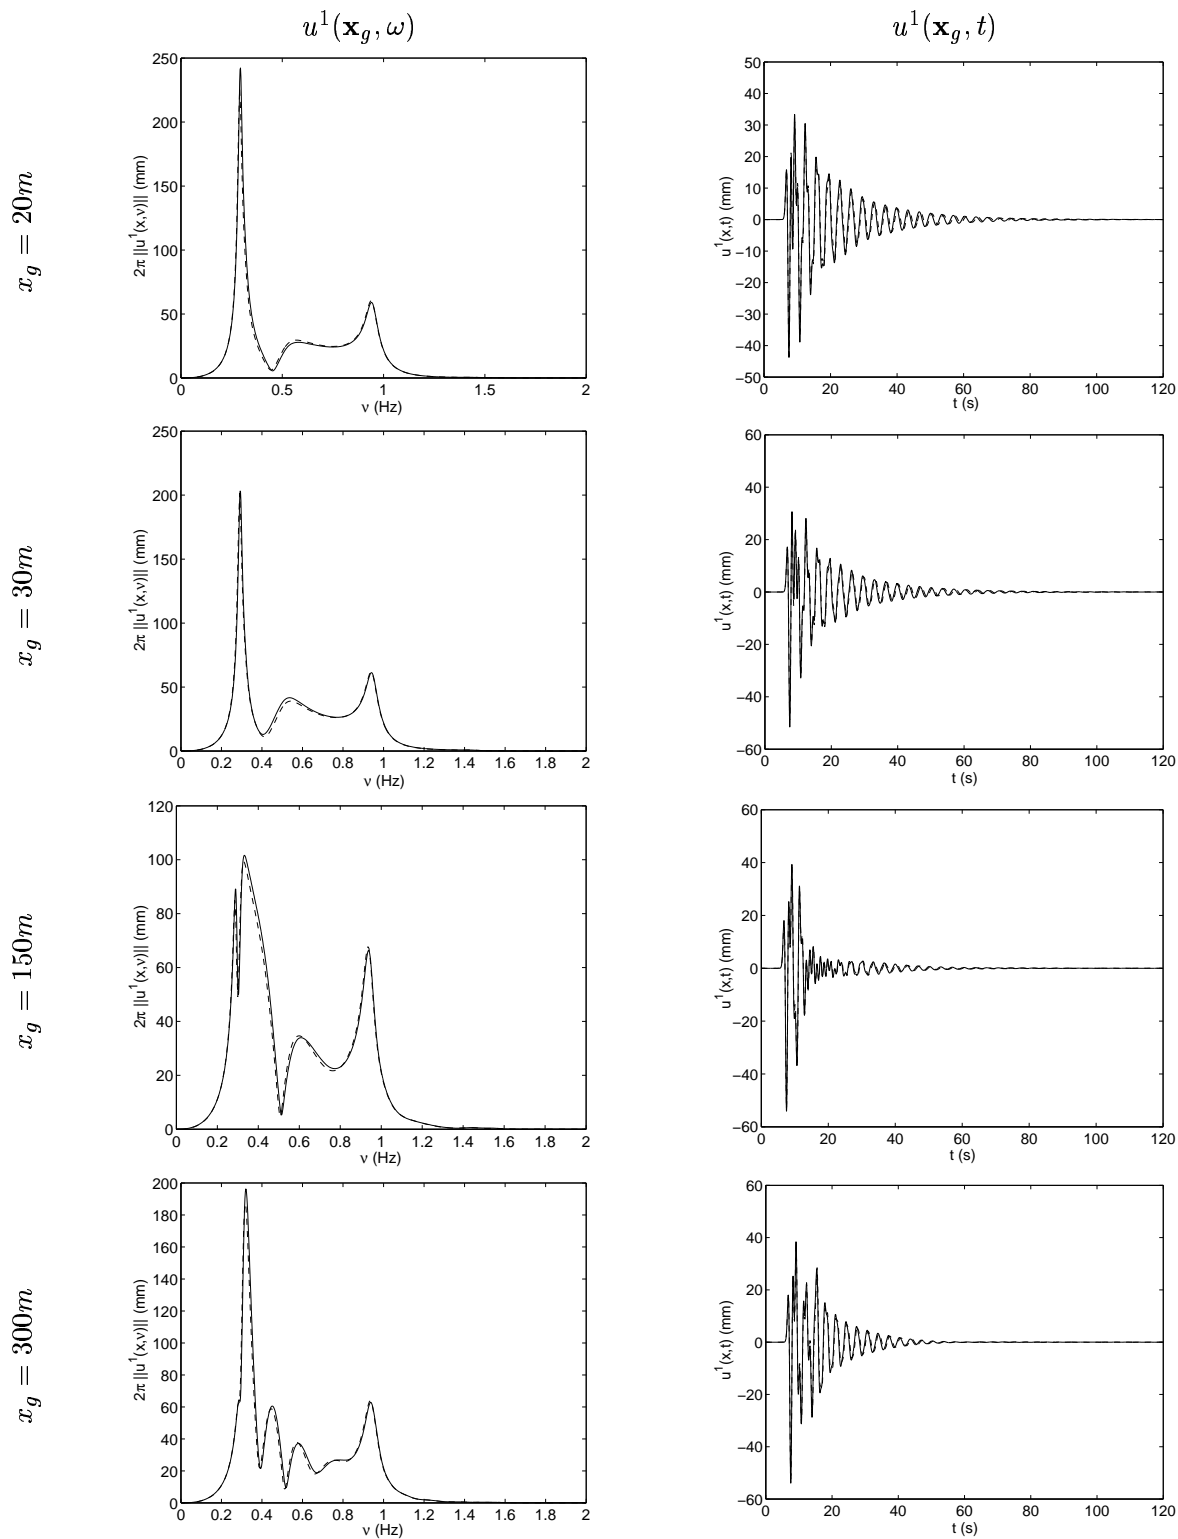 u¹(𝐱_g, ω)
u¹(𝐱_g, t)
x_g = 20m
250
200
150
100
50
0
2π ||u¹(x,ν)|| (mm)
0 0.5 1 1.5 2
ν (Hz)
50
40
30
20
10
0
−10
−20
−30
−40
−50
u¹(x,t) (mm)
0 20 40 60 80 100 120
t (s)
x_g = 30m
250
200
150
100
50
0
2π ||u¹(x,ν)|| (mm)
0 0.2 0.4 0.6 0.8 1 1.2 1.4 1.6 1.8 2
ν (Hz)
60
40
20
0
−20
−40
−60
u¹(x,t) (mm)
0 20 40 60 80 100 120
t (s)
x_g = 150m
120
100
80
60
40
20
0
2π ||u¹(x,ν)|| (mm)
0 0.2 0.4 0.6 0.8 1 1.2 1.4 1.6 1.8 2
ν (Hz)
60
40
20
0
−20
−40
−60
u¹(x,t) (mm)
0 20 40 60 80 100 120
t (s)
x_g = 300m
200
180
160
140
120
100
80
60
40
20
0
2π ||u¹(x,ν)|| (mm)
0 0.2 0.4 0.6 0.8 1 1.2 1.4 1.6 1.8 2
ν (Hz)
60
40
20
0
−20
−40
−60
u¹(x,t) (mm)
0 20 40 60 80 100 120
t (s)